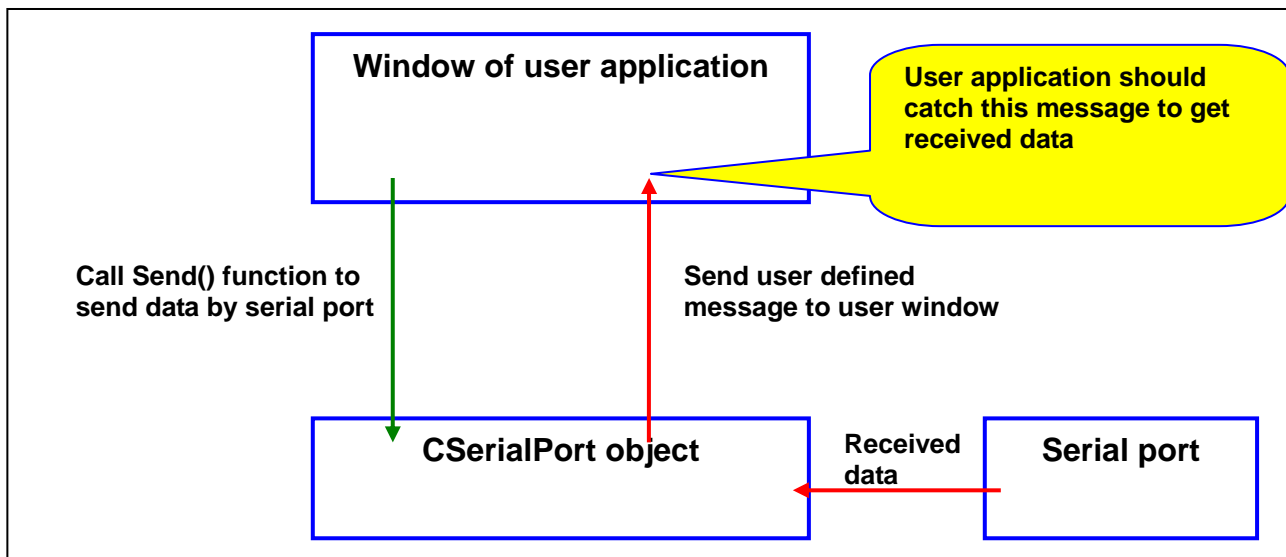 Window of user application
User application should
catch this message to get
received data
Call Send() function to
send data by serial port
Send user defined
message to user window
CSerialPort object
Received
data
Serial port